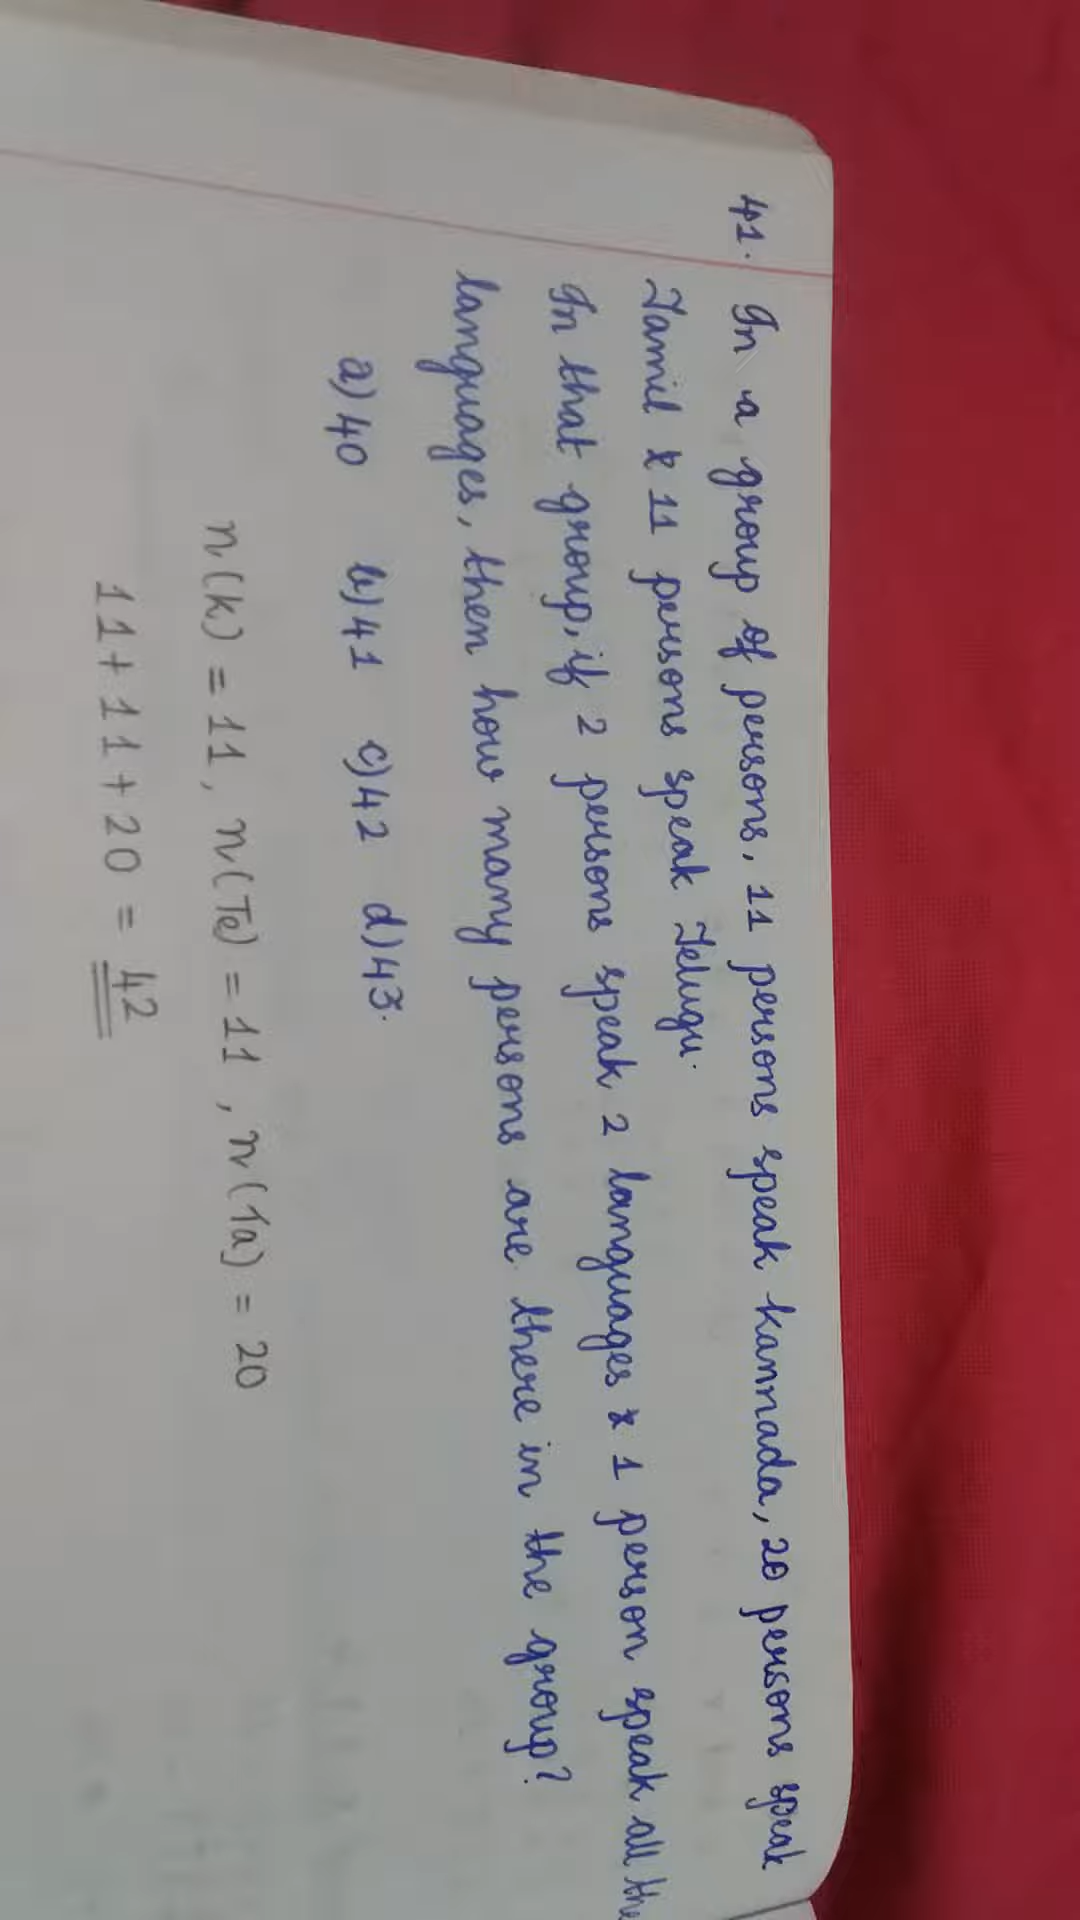 41. In a group of persons, 11 persons speak kannada, 20 persons speak
Tamil & 11 persons speak Telugu.
In that group, if 2 persons speak 2 languages & 1 person speak all the
languages, then how many persons are there in the group?
a) 40 b) 41 c) 42 d) 43.
n(k) = 11, n(Te) = 11, n(Ta) = 20
11 + 11 + 20 = 42